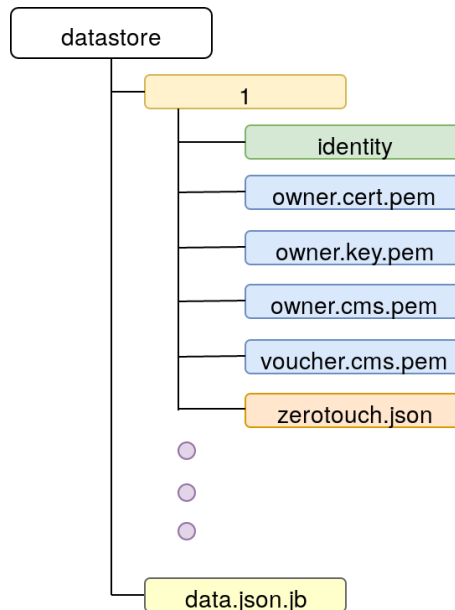 datastore
1
identity
owner.cert.pem
owner.key.pem
owner.cms.pem
voucher.cms.pem
zerotouch.json
data.json.jb